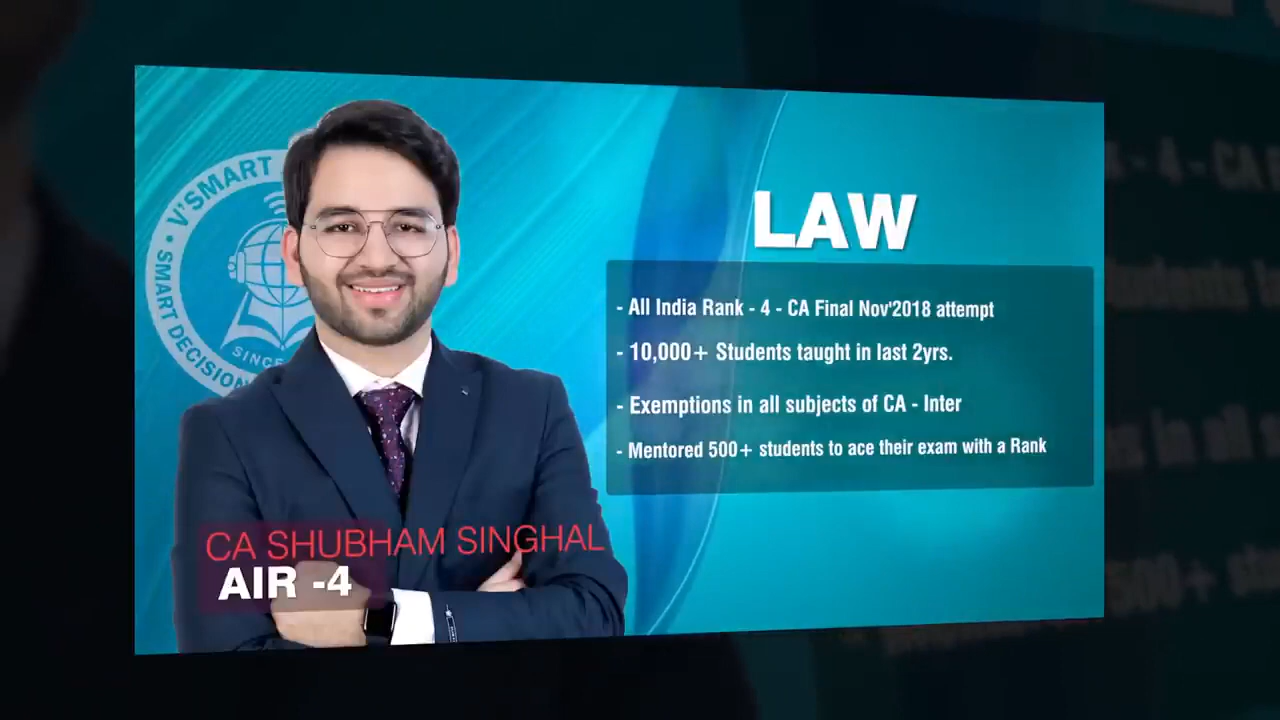 V'SMART
• SMART DECISION
SINCE
LAW
- All India Rank - 4 - CA Final Nov'2018 attempt
- 10,000+ Students taught in last 2yrs.
- Exemptions in all subjects of CA - Inter
- Mentored 500+ students to ace their exam with a Rank
CA SHUBHAM SINGHAL
AIR -4